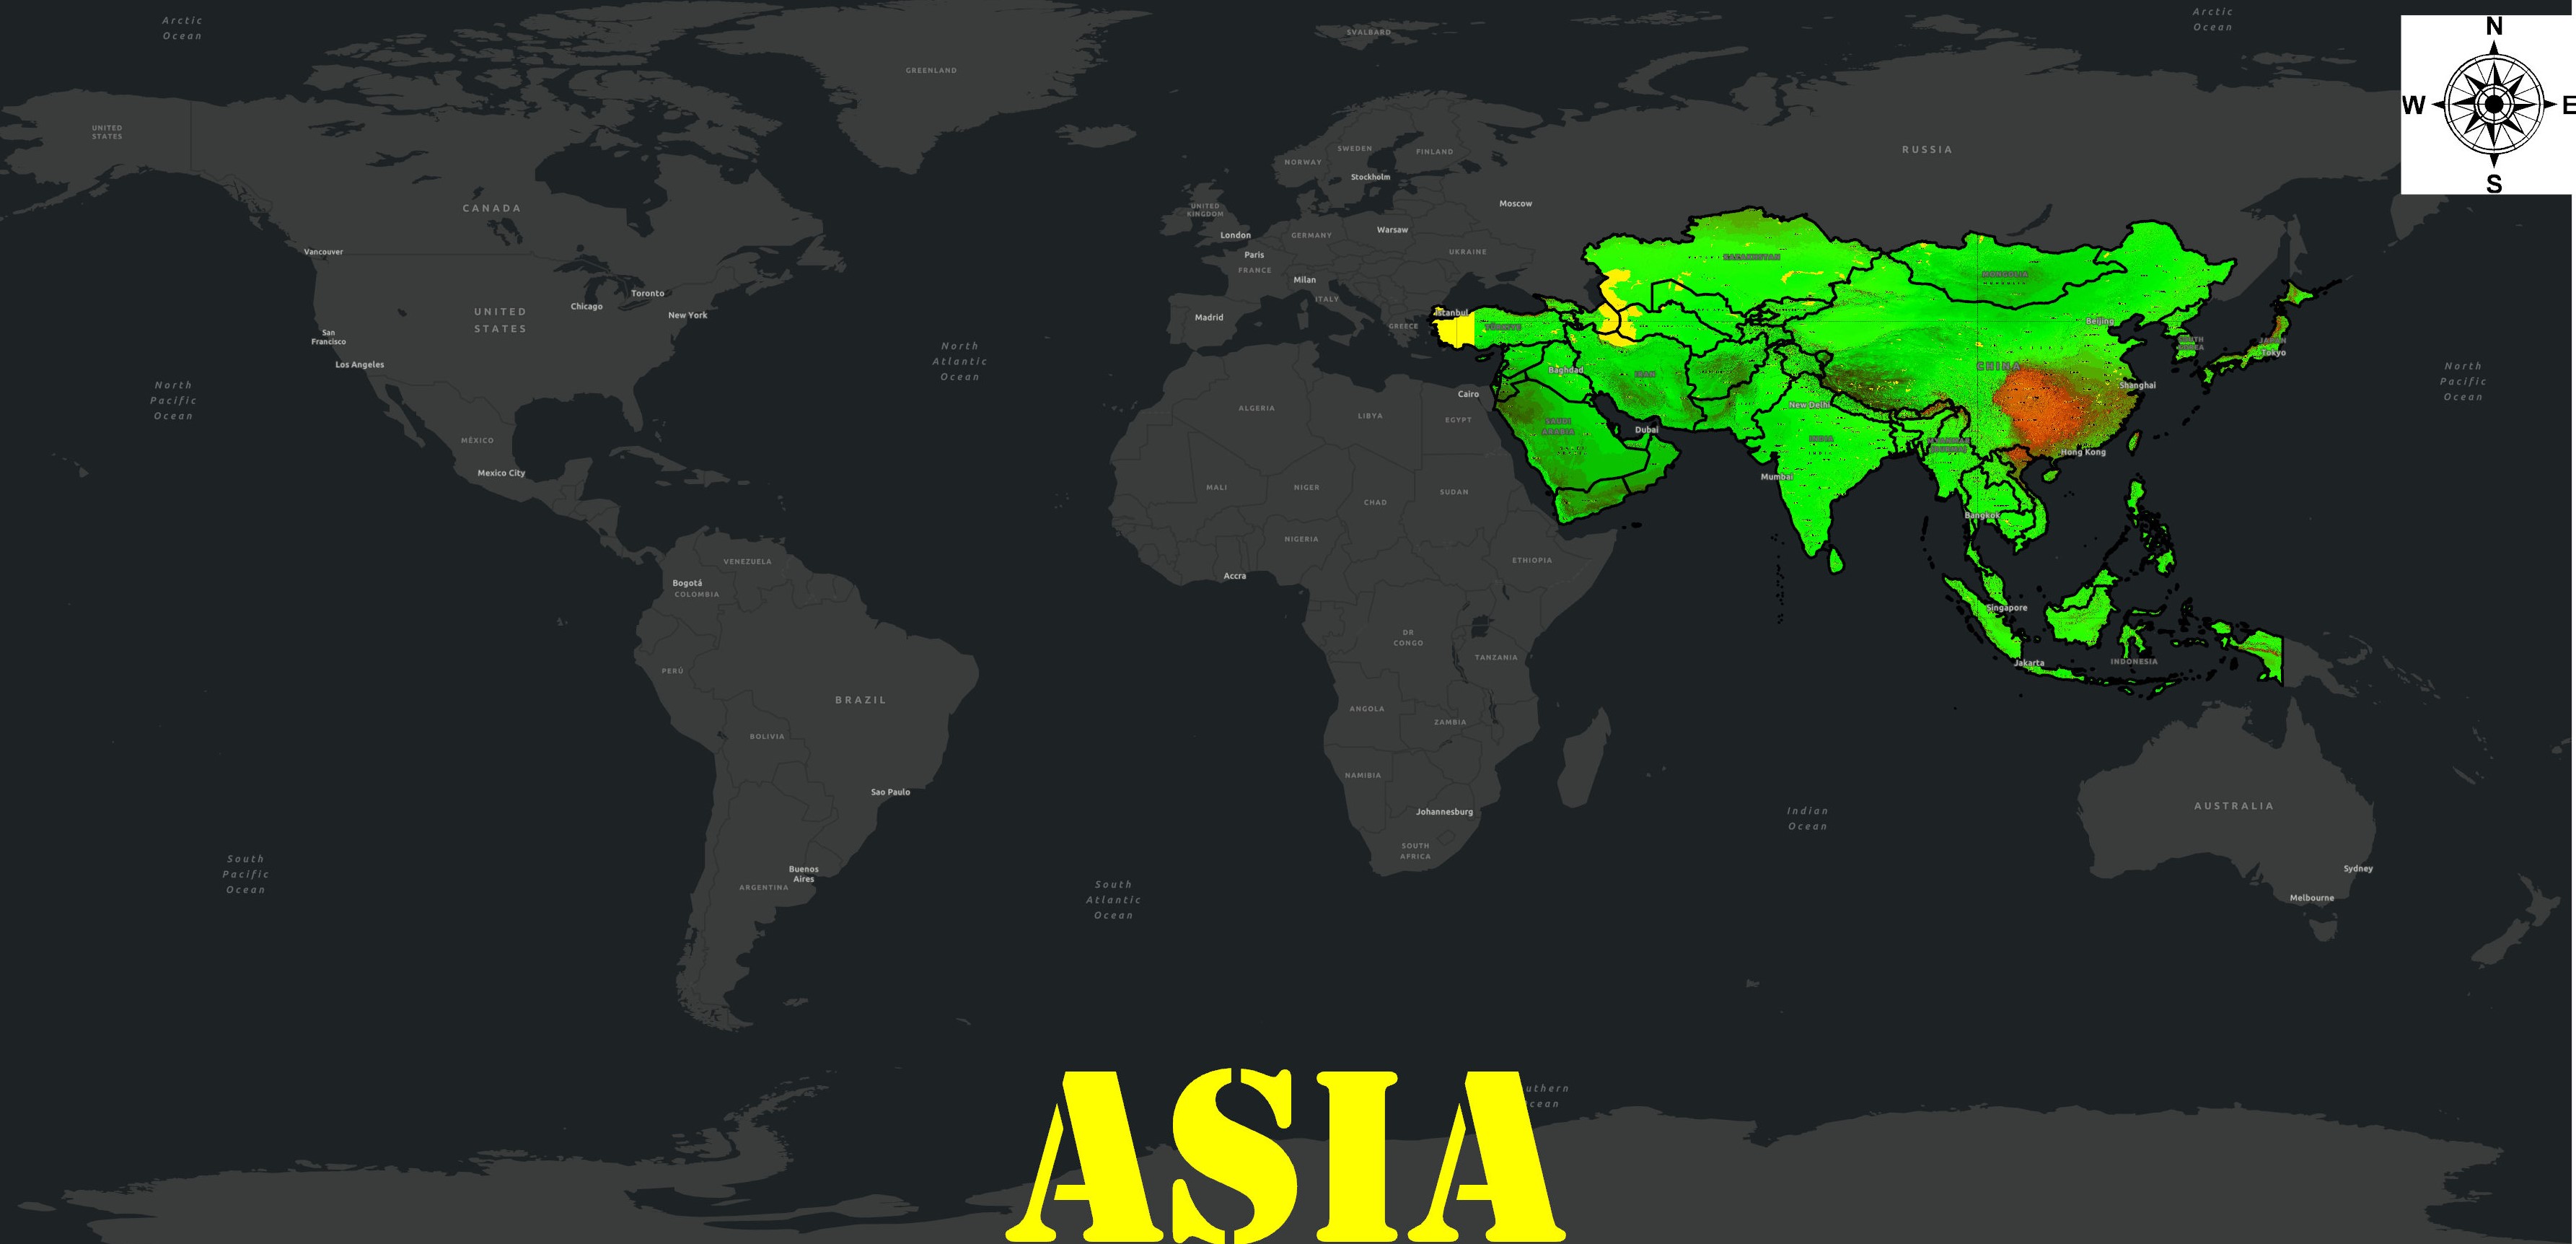 Arctic
Ocean
Arctic
Ocean
N
W
E
S
SVALBARD
GREENLAND
UNITED
STATES
RUSSIA
SWEDEN
FINLAND
NORWAY
Stockholm
Moscow
CANADA
UNITED
KINGDOM
London
GERMANY
Warsaw
Vancouver
Paris
FRANCE
UKRAINE
Milan
KAZAKHSTAN
MONGOLIA
Toronto
Chicago
New York
UNITED
STATES
ITALY
Madrid
GREECE
Istanbul
TÜRKIYE
Beijing
San
Francisco
Los Angeles
North
Atlantic
Ocean
JAPAN
Tokyo
CHINA
Shanghai
Baghdad
IRAN
North
Pacific
Ocean
North
Pacific
Ocean
Cairo
New Delhi
ALGERIA
LIBYA
EGYPT
SAUDI
ARABIA
Dubai
INDIA
MÉXICO
Mexico City
Hong Kong
Mumbai
MALI
NIGER
CHAD
SUDAN
Bangkok
NIGERIA
ETHIOPIA
VENEZUELA
Accra
Bogotá
COLOMBIA
Singapore
DR
CONGO
TANZANIA
Jakarta
INDONESIA
PERÚ
BRAZIL
ANGOLA
ZAMBIA
BOLIVIA
NAMIBIA
Sao Paulo
Johannesburg
Indian
Ocean
AUSTRALIA
SOUTH
AFRICA
South
Pacific
Ocean
Buenos
Aires
ARGENTINA
South
Atlantic
Ocean
Sydney
Melbourne
ASIA